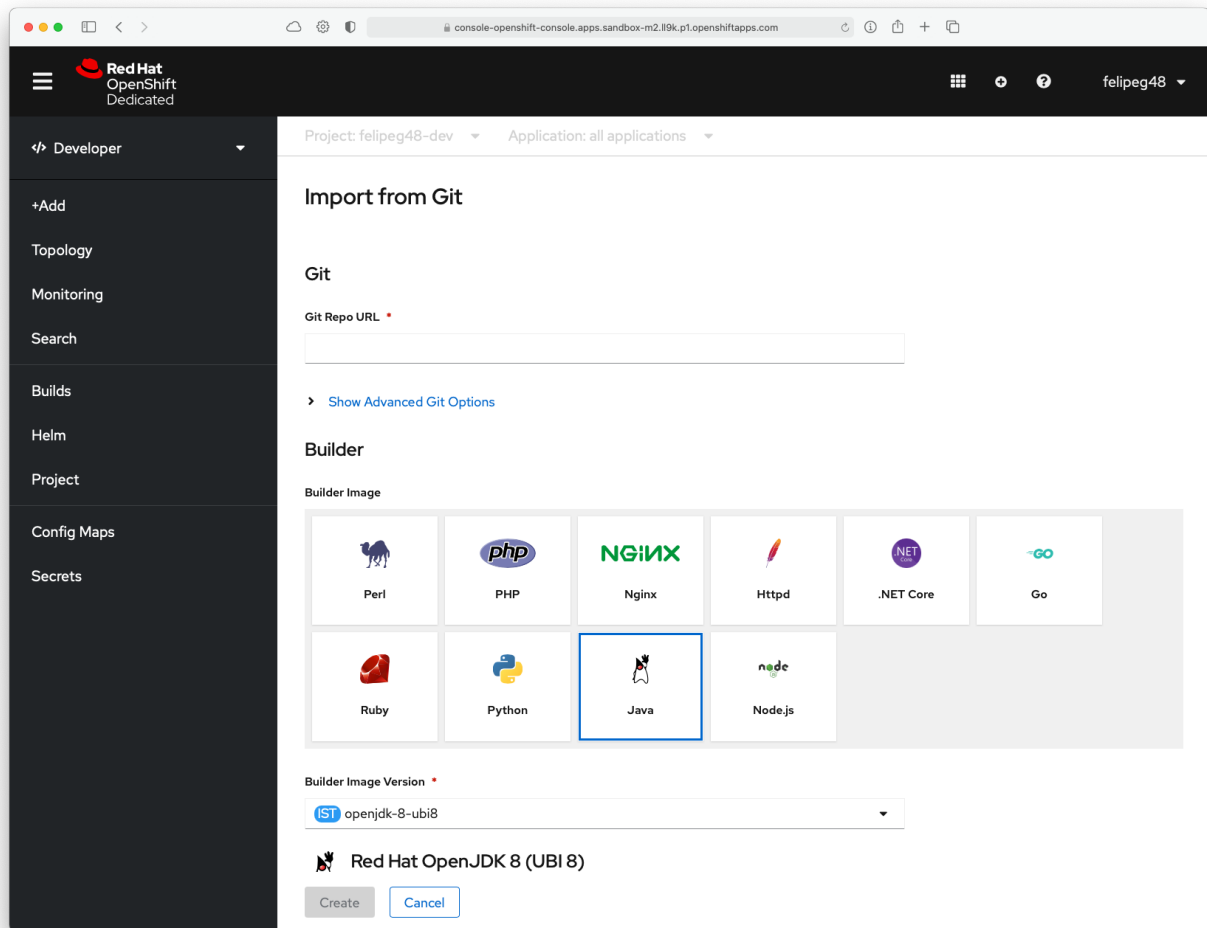 console-openshift-console.apps.sandbox-m2.ll9k.p1.openshiftapps.com
Red Hat
OpenShift
Dedicated
felipeg48
Developer
Project: felipeg48-dev
Application: all applications
+Add
Topology
Monitoring
Search
Builds
Helm
Project
Config Maps
Secrets
Import from Git
Git
Git Repo URL *
Show Advanced Git Options
Builder
Builder Image
Perl
php
PHP
NGiNX
Nginx
Httpd
.NET
Core
.NET Core
GO
Go
Ruby
Python
Java
node
Node.js
Builder Image Version *
IST openjdk-8-ubi8
Red Hat OpenJDK 8 (UBI 8)
Create
Cancel